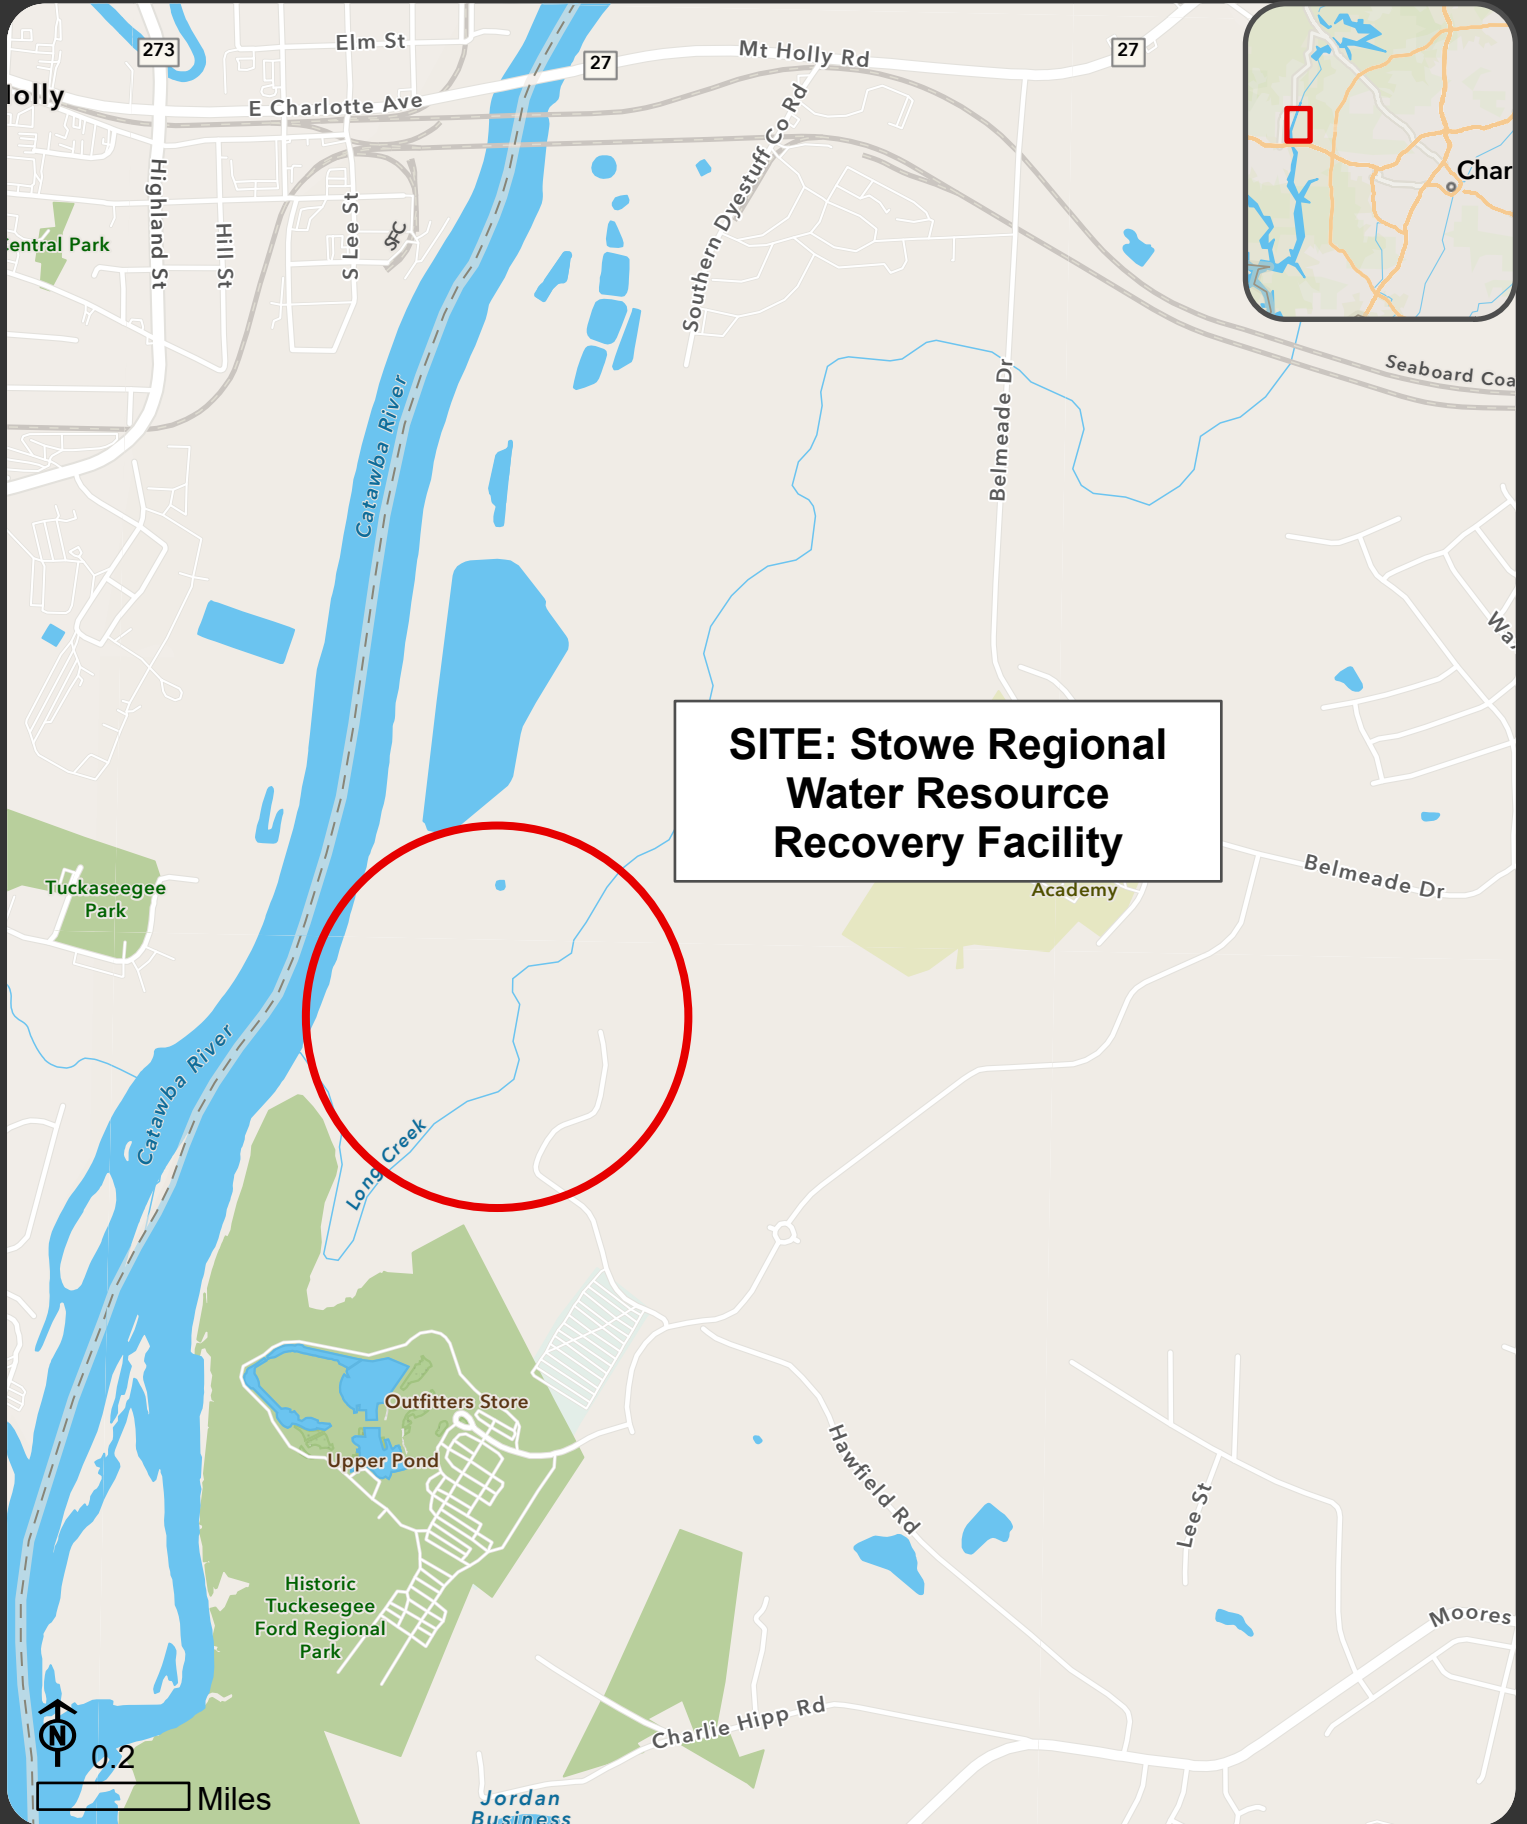 273
Elm St
27
Mt Holly Rd
27
olly
E Charlotte Ave
Char
Highland St
Hill St
S Lee St
SFC
Southern Dyestuff Co Rd
entral Park
Catawba River
Belmeade Dr
Seaboard Coa
Wa
SITE: Stowe Regional
Water Resource
Recovery Facility
Academy
Belmeade Dr
Tuckaseegee
Park
Catawba River
Long Creek
Outfitters Store
Upper Pond
Hawfield Rd
Lee St
Historic
Tuckesegee
Ford Regional
Park
Moores
Charlie Hipp Rd
N
0.2
Miles
Jordan
Business